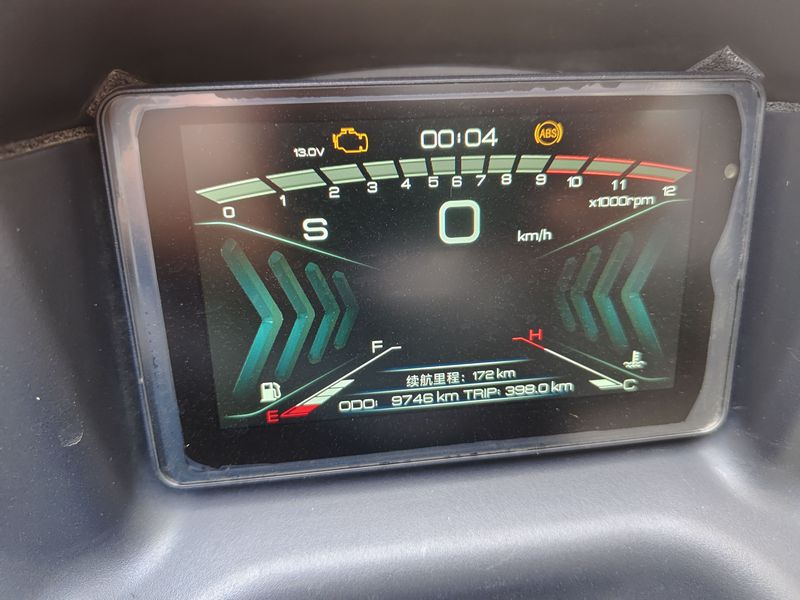 13.0V
00:04
ABS
0 1 2 3 4 5 6 7 8 9 10 11 12
x1000rpm
S
0
km/h
F
H
续航里程：172 km
E
C
ODO: 9746 km TRIP: 398.0 km